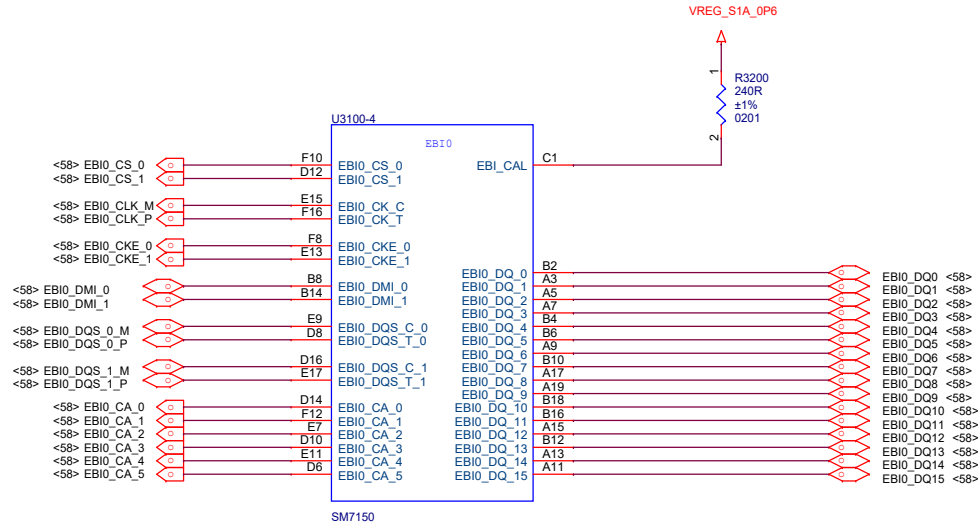 VREG_S1A_0P6
1
R3200
240R
±1%
0201
2
U3100-4
EBI0
<58> EBI0_CS_0 F10 EBI0_CS_0 EBI_CAL C1
<58> EBI0_CS_1 D12 EBI0_CS_1
<58> EBI0_CLK_M E15 EBI0_CK_C
<58> EBI0_CLK_P F16 EBI0_CK_T
<58> EBI0_CKE_0 F8 EBI0_CKE_0
<58> EBI0_CKE_1 E13 EBI0_CKE_1
<58> EBI0_DMI_0 B8 EBI0_DMI_0
<58> EBI0_DMI_1 B14 EBI0_DMI_1
<58> EBI0_DQS_0_M E9 EBI0_DQS_C_0
<58> EBI0_DQS_0_P D8 EBI0_DQS_T_0
<58> EBI0_DQS_1_M D16 EBI0_DQS_C_1
<58> EBI0_DQS_1_P E17 EBI0_DQS_T_1
<58> EBI0_CA_0 D14 EBI0_CA_0
<58> EBI0_CA_1 F12 EBI0_CA_1
<58> EBI0_CA_2 E7 EBI0_CA_2
<58> EBI0_CA_3 D10 EBI0_CA_3
<58> EBI0_CA_4 E11 EBI0_CA_4
<58> EBI0_CA_5 D6 EBI0_CA_5
EBI0_DQ_0 B2 EBI0_DQ0 <58>
EBI0_DQ_1 A3 EBI0_DQ1 <58>
EBI0_DQ_2 A5 EBI0_DQ2 <58>
EBI0_DQ_3 A7 EBI0_DQ3 <58>
EBI0_DQ_4 B4 EBI0_DQ4 <58>
EBI0_DQ_5 B6 EBI0_DQ5 <58>
EBI0_DQ_6 A9 EBI0_DQ6 <58>
EBI0_DQ_7 B10 EBI0_DQ7 <58>
EBI0_DQ_8 A17 EBI0_DQ8 <58>
EBI0_DQ_9 A19 EBI0_DQ9 <58>
EBI0_DQ_10 B18 EBI0_DQ10 <58>
EBI0_DQ_11 B16 EBI0_DQ11 <58>
EBI0_DQ_12 A15 EBI0_DQ12 <58>
EBI0_DQ_13 B12 EBI0_DQ13 <58>
EBI0_DQ_14 A13 EBI0_DQ14 <58>
EBI0_DQ_15 A11 EBI0_DQ15 <58>
SM7150